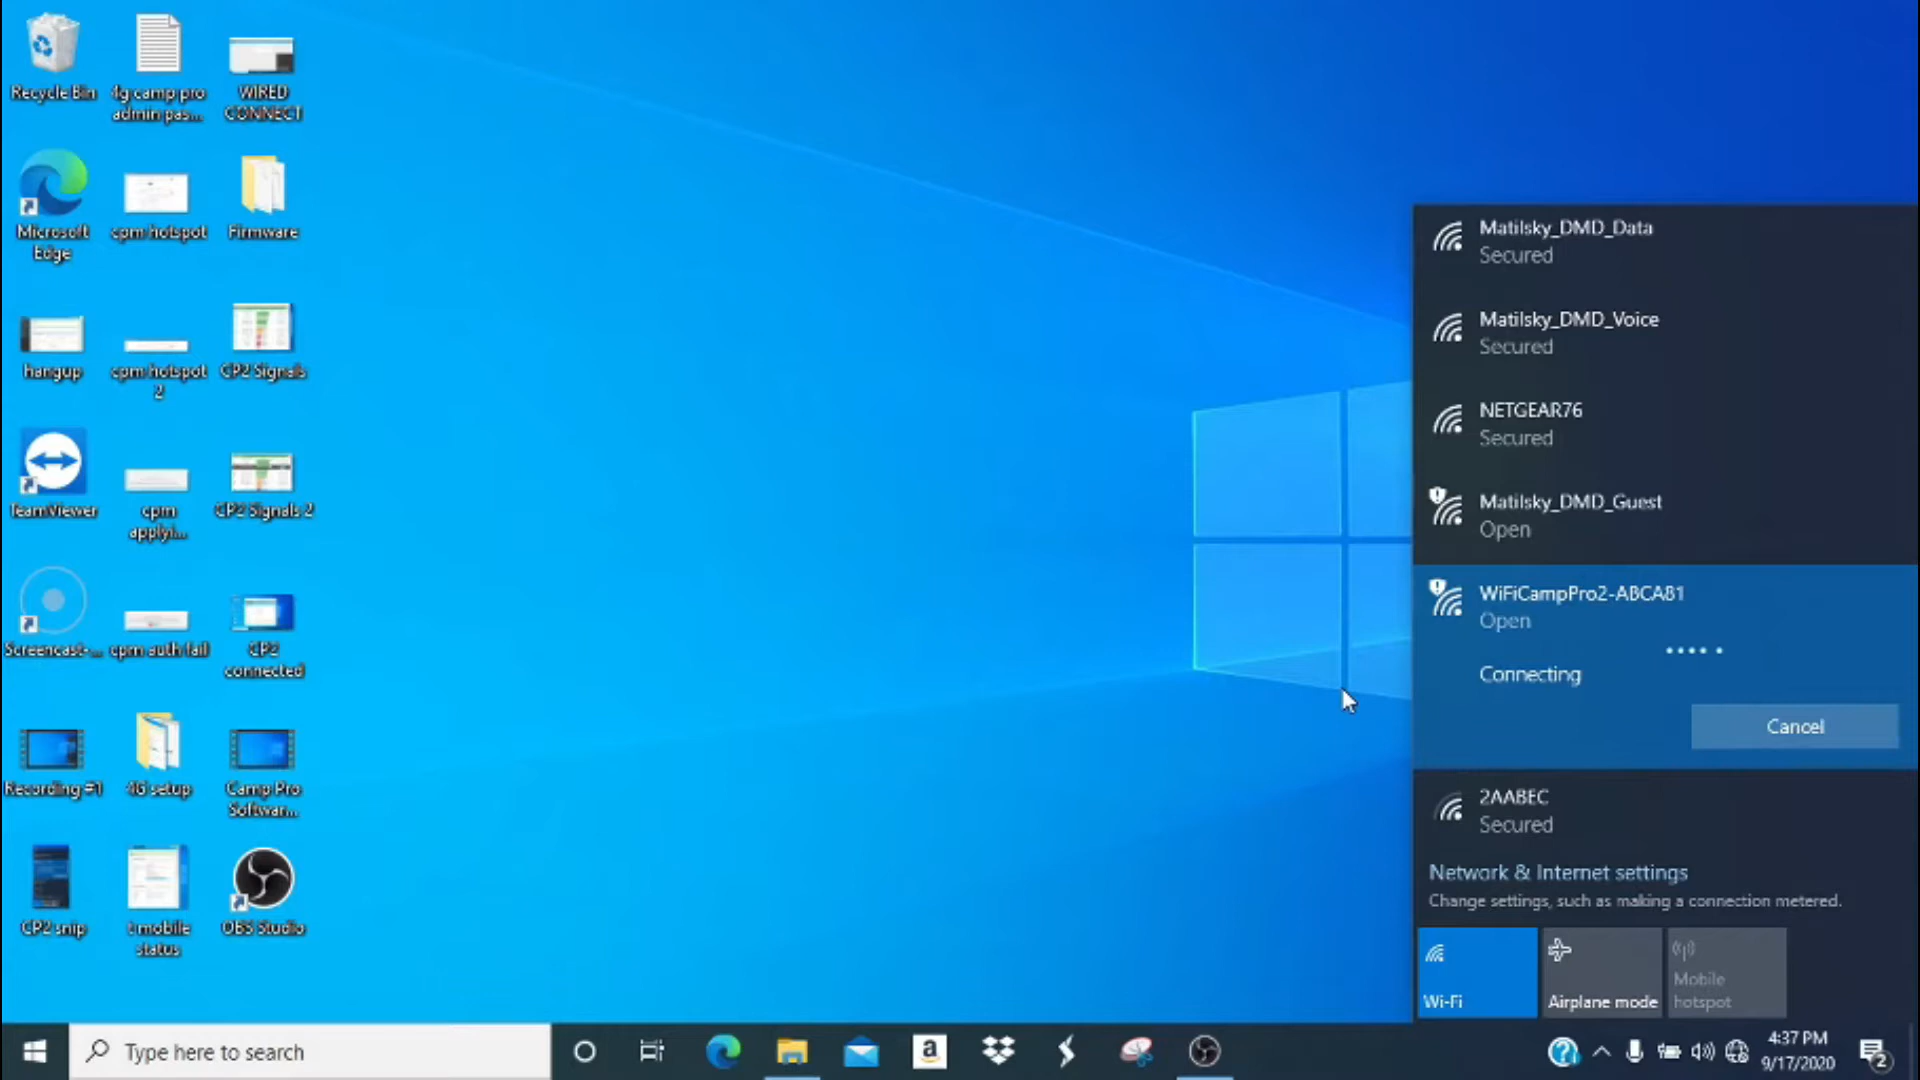 Recycle Bin
4g camp pro
admin pas...
WIRED
CONNECT
Microsoft
Edge
cpm hotspot
Firmware
hangup
cpm hotspot
2
CP2 Signals
TeamViewer
cpm
applyi...
CP2 Signals 2
Screencast-...
cpm auth fail
CP2
connected
Recording #1
4G setup
Camp Pro
Softwar...
CP2 snip
t mobile
status
OBS Studio
Matilsky_DMD_Data
Secured
Matilsky_DMD_Voice
Secured
NETGEAR76
Secured
Matilsky_DMD_Guest
Open
WiFiCampPro2-ABCA81
Open
Connecting
Cancel
2AABEC
Secured
Network & Internet settings
Change settings, such as making a connection metered.
Wi-Fi
Airplane mode
Mobile
hotspot
Type here to search
a
4:37 PM
9/17/2020
2